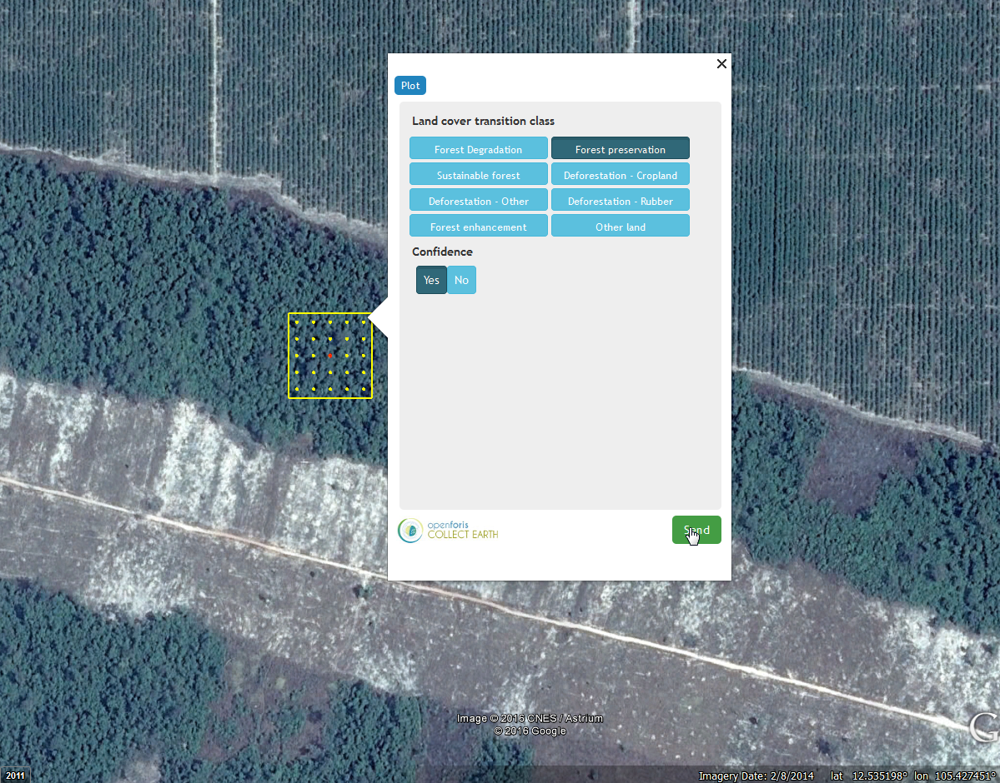 Plot
Land cover transition class
Forest Degradation
Forest preservation
Sustainable forest
Deforestation - Cropland
Deforestation - Other
Deforestation - Rubber
Forest enhancement
Other land
Confidence
Yes No
openforis
COLLECT EARTH
Send
Image © 2016 CNES / Astrium
© 2016 Google
G
2011
Imagery Date: 2/8/2014 lat 12.535198° lon 105.427451°